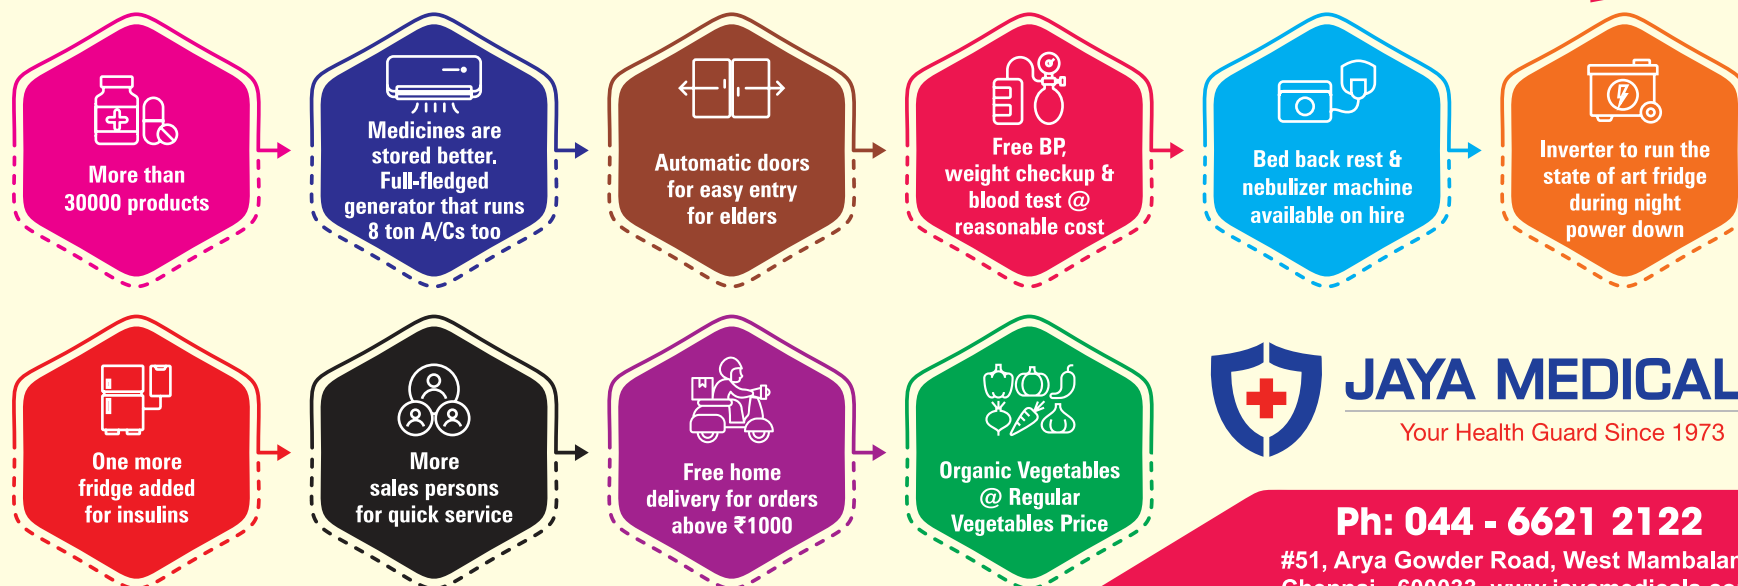 More than
30000 products
Medicines are
stored better.
Full-fledged
generator that runs
8 ton A/Cs too
Automatic doors
for easy entry
for elders
Free BP,
weight checkup &
blood test @
reasonable cost
Bed back rest &
nebulizer machine
available on hire
Inverter to run the
state of art fridge
during night
power down
One more
fridge added
for insulins
More
sales persons
for quick service
Free home
delivery for orders
above ₹1000
Organic Vegetables
@ Regular
Vegetables Price
JAYA MEDICAL
Your Health Guard Since 1973
Ph: 044 - 6621 2122
#51, Arya Gowder Road, West Mambalam
Chennai - 600033